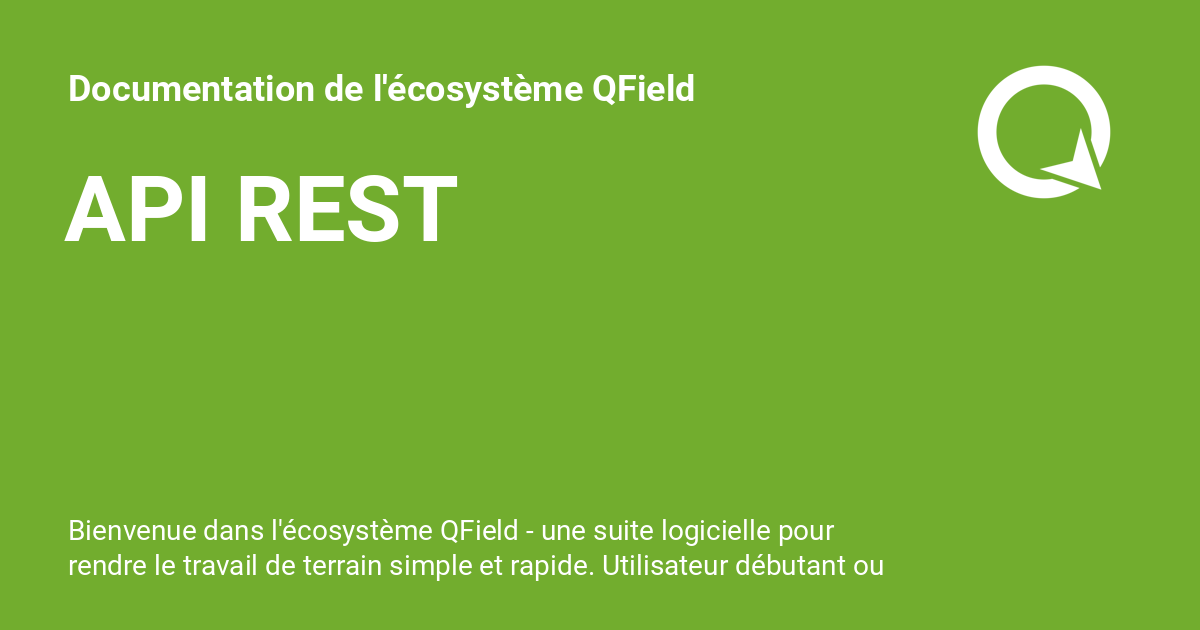 Documentation de l'écosystème QField
API REST
Bienvenue dans l'écosystème QField - une suite logicielle pour
rendre le travail de terrain simple et rapide. Utilisateur débutant ou